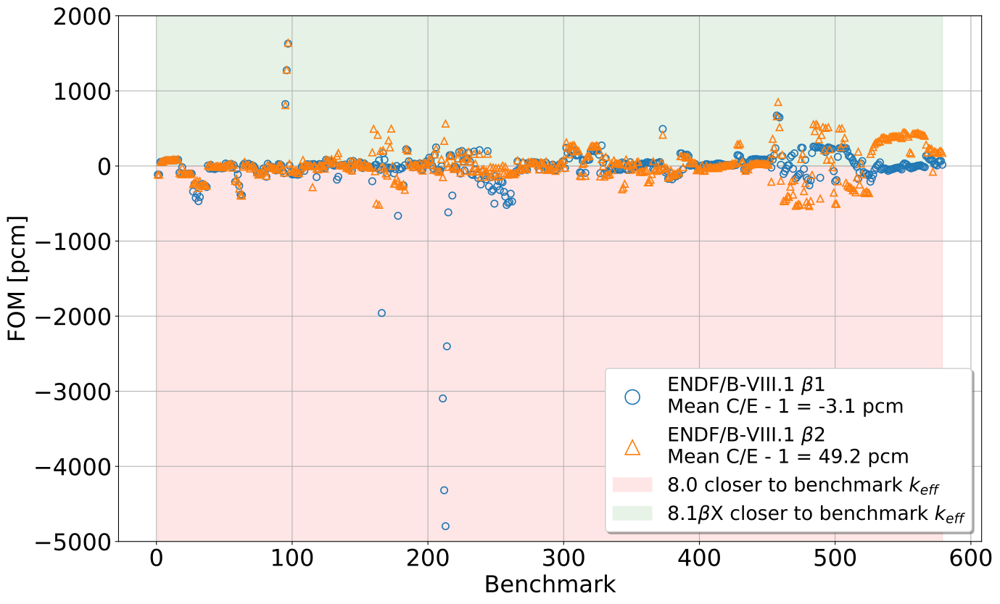 2000
1000
0
−1000
−2000
−3000
−4000
−5000
FOM [pcm]
ENDF/B-VIII.1 β1
Mean C/E - 1 = -3.1 pcm
ENDF/B-VIII.1 β2
Mean C/E - 1 = 49.2 pcm
8.0 closer to benchmark k_eff
8.1βX closer to benchmark k_eff
0 100 200 300 400 500 600
Benchmark